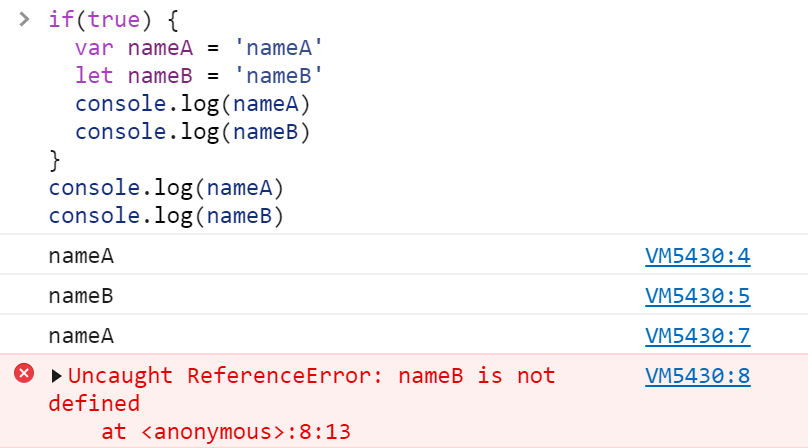 > if(true) {
  var nameA = 'nameA'
  let nameB = 'nameB'
  console.log(nameA)
  console.log(nameB)
}
console.log(nameA)
console.log(nameB)
nameA VM5430:4
nameB VM5430:5
nameA VM5430:7
▶Uncaught ReferenceError: nameB is not VM5430:8
defined
    at <anonymous>:8:13